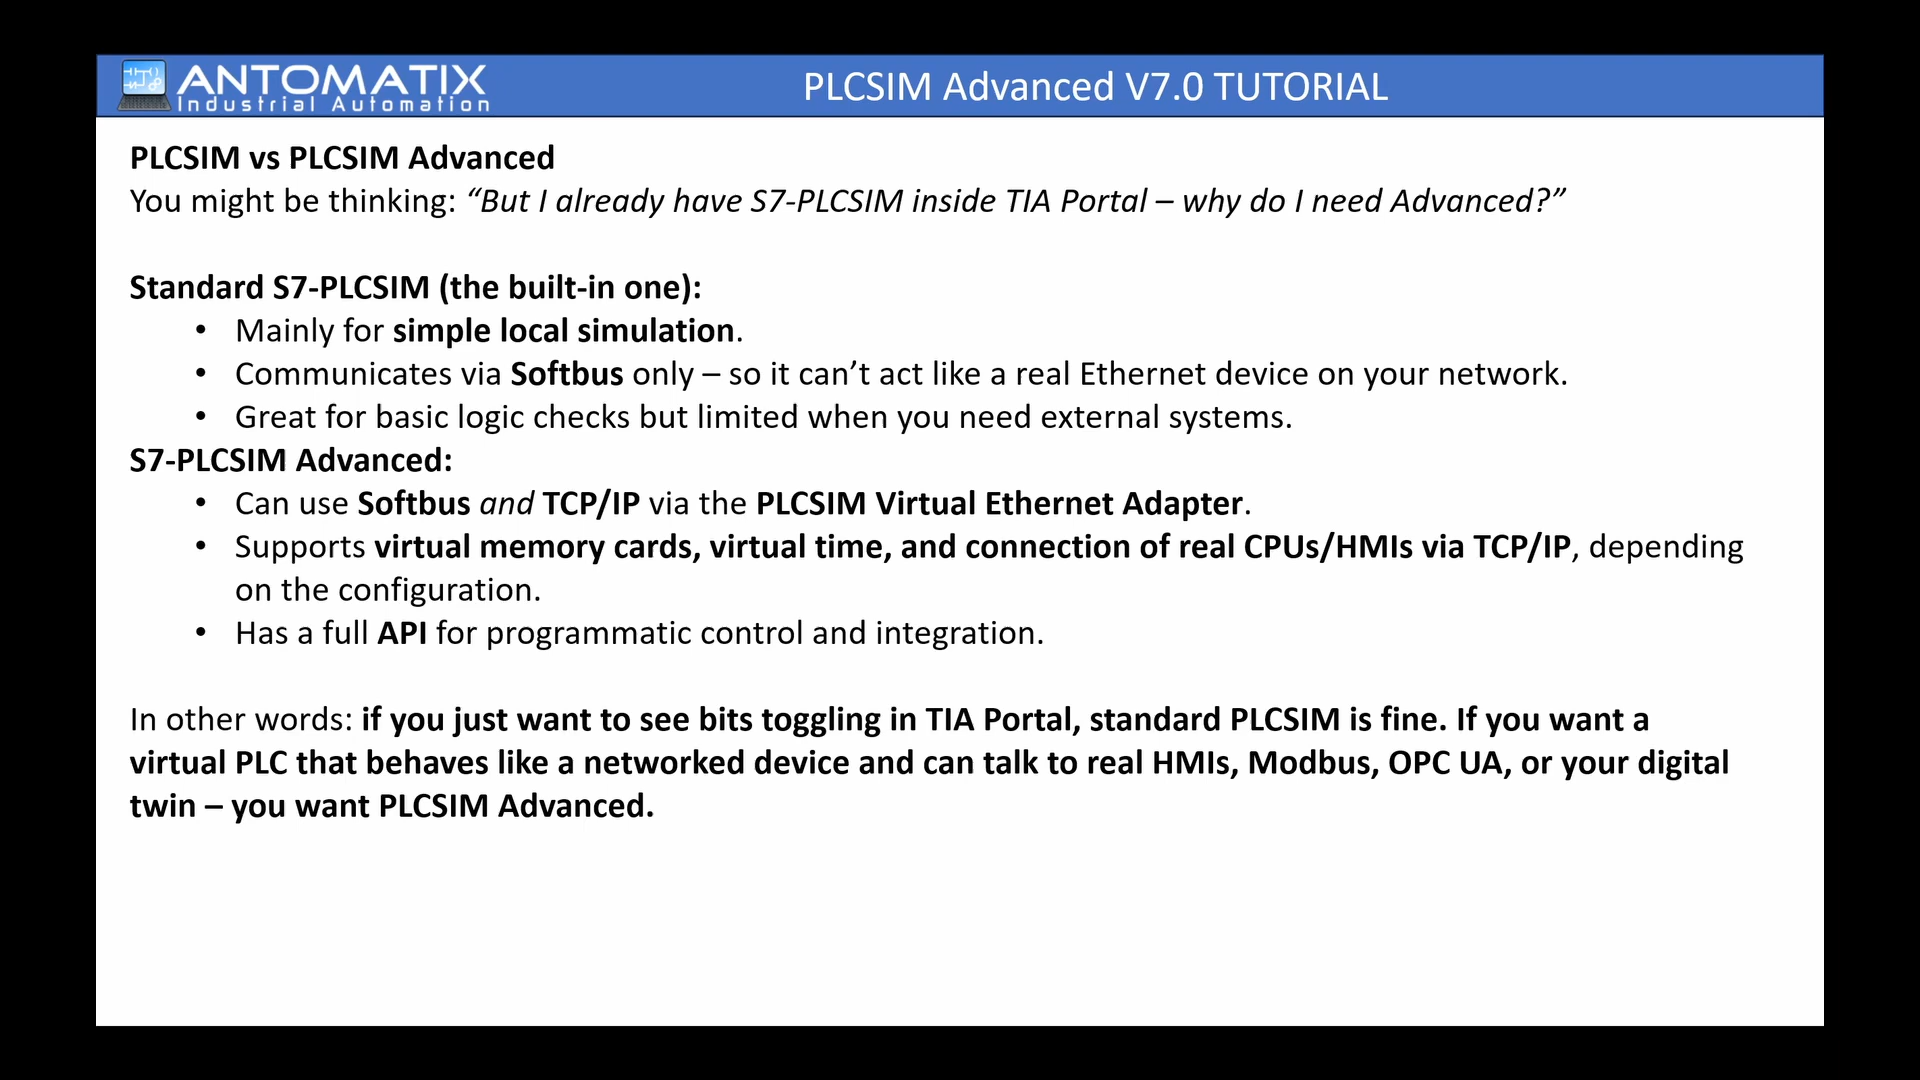 ANTOMATIX
Industrial Automation
PLCSIM Advanced V7.0 TUTORIAL
PLCSIM vs PLCSIM Advanced
You might be thinking: “But I already have S7-PLCSIM inside TIA Portal – why do I need Advanced?”
Standard S7-PLCSIM (the built-in one):
• Mainly for simple local simulation.
• Communicates via Softbus only – so it can’t act like a real Ethernet device on your network.
• Great for basic logic checks but limited when you need external systems.
S7-PLCSIM Advanced:
• Can use Softbus and TCP/IP via the PLCSIM Virtual Ethernet Adapter.
• Supports virtual memory cards, virtual time, and connection of real CPUs/HMIs via TCP/IP, depending
on the configuration.
• Has a full API for programmatic control and integration.
In other words: if you just want to see bits toggling in TIA Portal, standard PLCSIM is fine. If you want a
virtual PLC that behaves like a networked device and can talk to real HMIs, Modbus, OPC UA, or your digital
twin – you want PLCSIM Advanced.